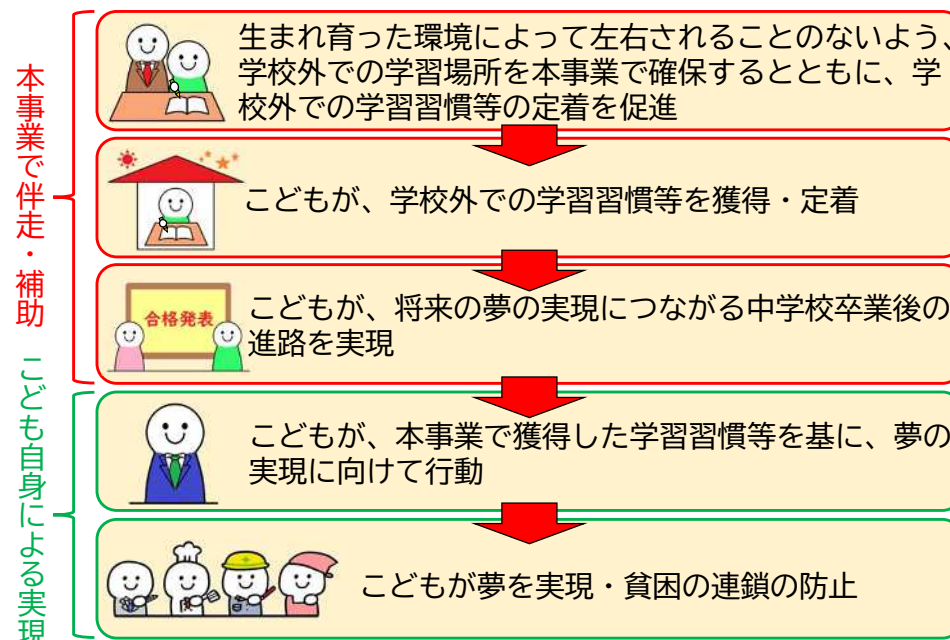 本事業で伴走・補助
生まれ育った環境によって左右されることのないよう、
学校外での学習場所を本事業で確保するとともに、学
校外での学習習慣等の定着を促進
こどもが、学校外での学習習慣等を獲得・定着
合格発表
こどもが、将来の夢の実現につながる中学校卒業後の
進路を実現
こども自身による実現
こどもが、本事業で獲得した学習習慣等を基に、夢の
実現に向けて行動
こどもが夢を実現・貧困の連鎖の防止